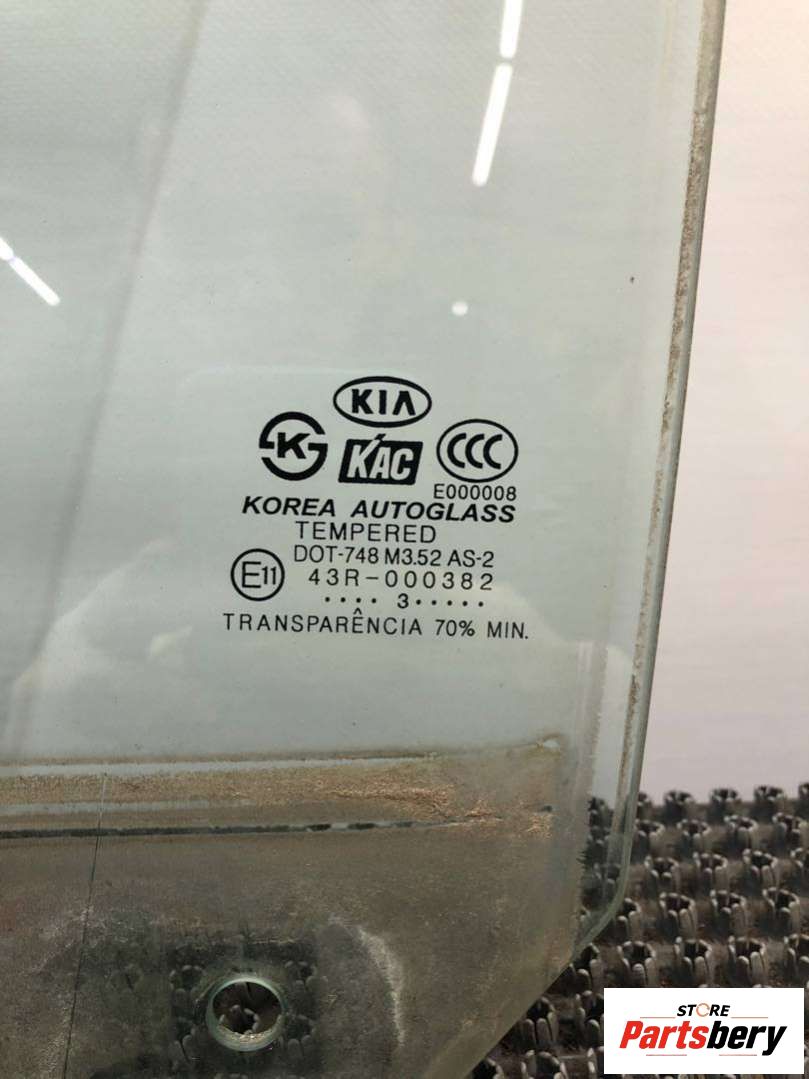 KIA
K
KAC
CCC
E000008
KOREA AUTOGLASS
TEMPERED
DOT-748 M3.52 AS-2
E11
43R-000382
···· 3·····
TRANSPARÊNCIA 70% MIN.
STORE
Partsbery